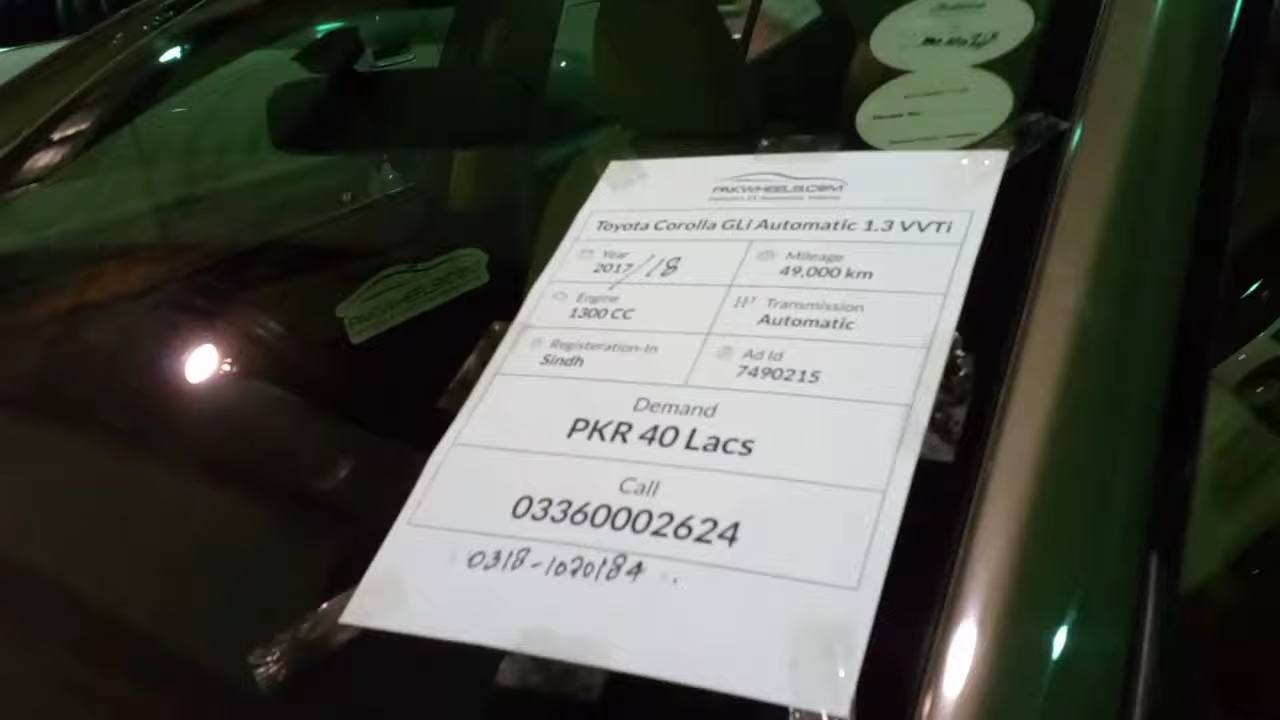 PAKWHEELS.COM
Toyota Corolla GLi Automatic 1.3 VVTi
Year
2017/18
Mileage
49,000 km
Engine
1300 CC
Transmission
Automatic
Registeration-In
Sindh
Ad Id
7490215
Demand
PKR 40 Lacs
Call
03360002624
0318-1020184